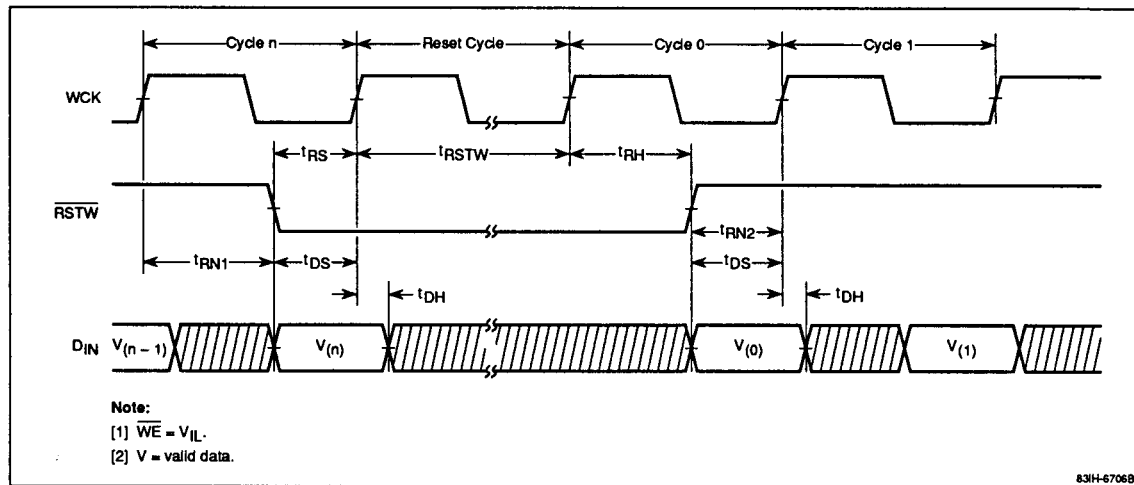 Cycle n Reset Cycle Cycle 0 Cycle 1
WCK
tRS tRSTW tRH
RSTW
tRN2
tRN1 tDS tDS
tDH tDH
DIN V(n – 1) V(n) V(0) V(1)
Note:
[1] WE = VIL.
[2] V = valid data.
83IH-6706B